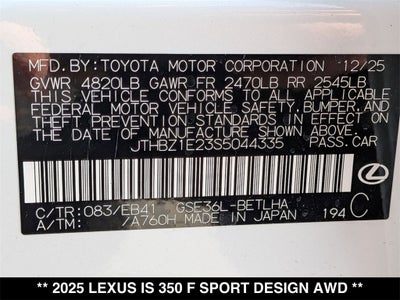 MFD. BY: TOYOTA MOTOR CORPORATION 12/25
GVWR 4820LB GAWR FR 2470LB RR 2545LB
THIS VEHICLE CONFORMS TO ALL APPLICABLE
FEDERAL MOTOR VEHICLE SAFETY, BUMPER, AND
THEFT PREVENTION STANDARDS IN EFFECT ON
THE DATE OF MANUFACTURE SHOWN ABOVE.
JTHBZ1E23S5044335 PASS.CAR
C/TR: 083/EB41 GSE36L-BETLHA
A/TM: /A760H MADE IN JAPAN 194 C
** 2025 LEXUS IS 350 F SPORT DESIGN AWD **